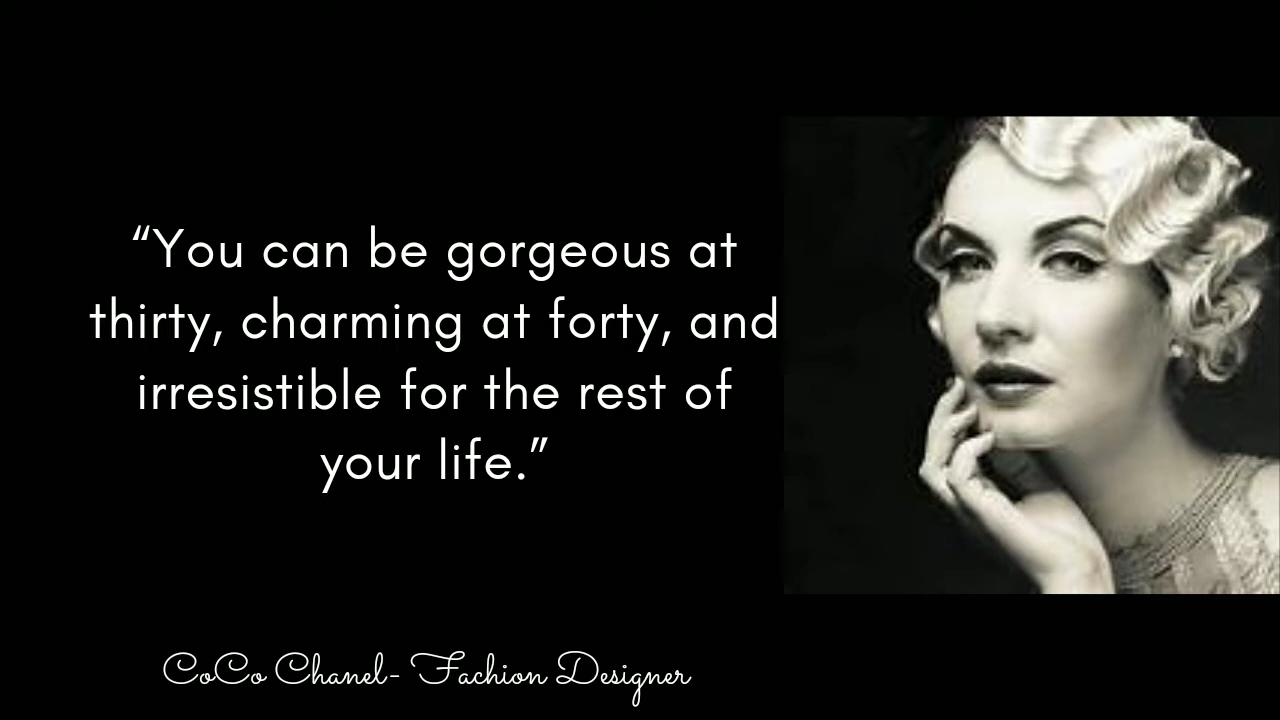 “You can be gorgeous at
thirty, charming at forty, and
irresistible for the rest of
your life.”
CoCo Chanel- Fachion Designer